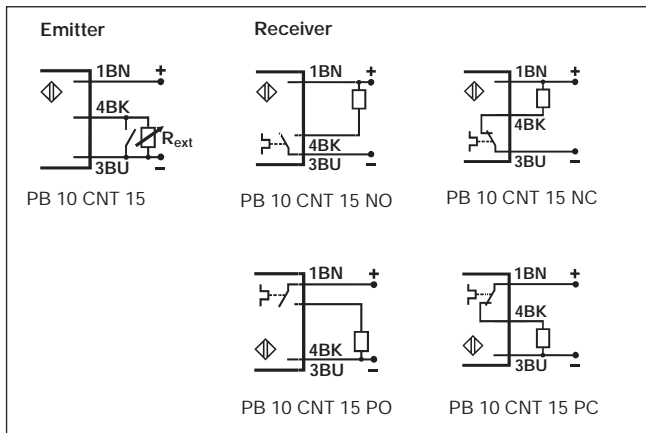 Emitter
Receiver
1BN +
4BK
Rext
3BU –
PB 10 CNT 15
1BN +
4BK
3BU –
PB 10 CNT 15 NO
1BN +
4BK
3BU –
PB 10 CNT 15 NC
1BN +
4BK
3BU –
PB 10 CNT 15 PO
1BN +
4BK
3BU –
PB 10 CNT 15 PC